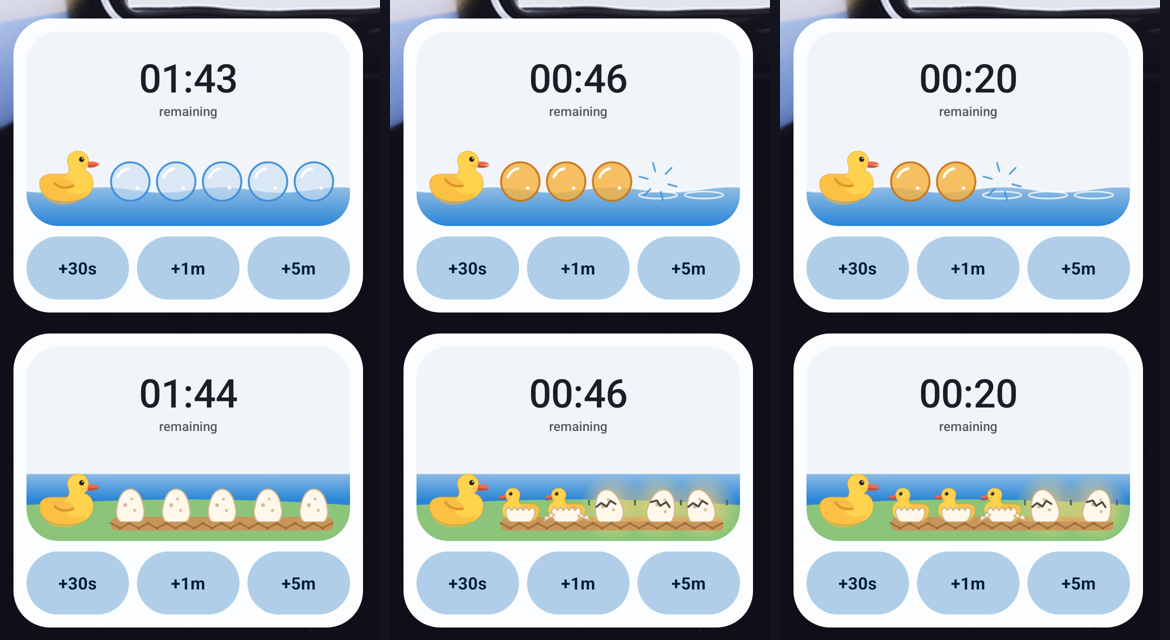 01:43
remaining
+30s
+1m
+5m
00:46
remaining
+30s
+1m
+5m
00:20
remaining
+30s
+1m
+5m
01:44
remaining
+30s
+1m
+5m
00:46
remaining
+30s
+1m
+5m
00:20
remaining
+30s
+1m
+5m